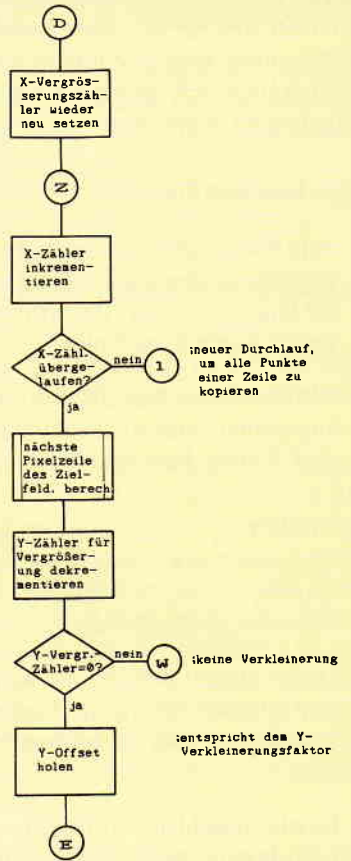 D
X-Vergrös-
serungszäh-
ler wieder
neu setzen
Z
X-Zähler
inkremen-
tieren
X-Zähl.
überge-
laufen?
nein
1
;neuer Durchlauf,
um alle Punkte
einer Zeile zu
kopieren
ja
nächste
Pixelzeile
des Ziel-
feld. berech.
Y-Zähler für
Vergrößer-
ung dekre-
mentieren
Y-Vergr.-
Zähler=0?
nein
W
;keine Verkleinerung
ja
Y-Offset
holen
;entspricht dem Y-
Verkleinerungsfaktor
E